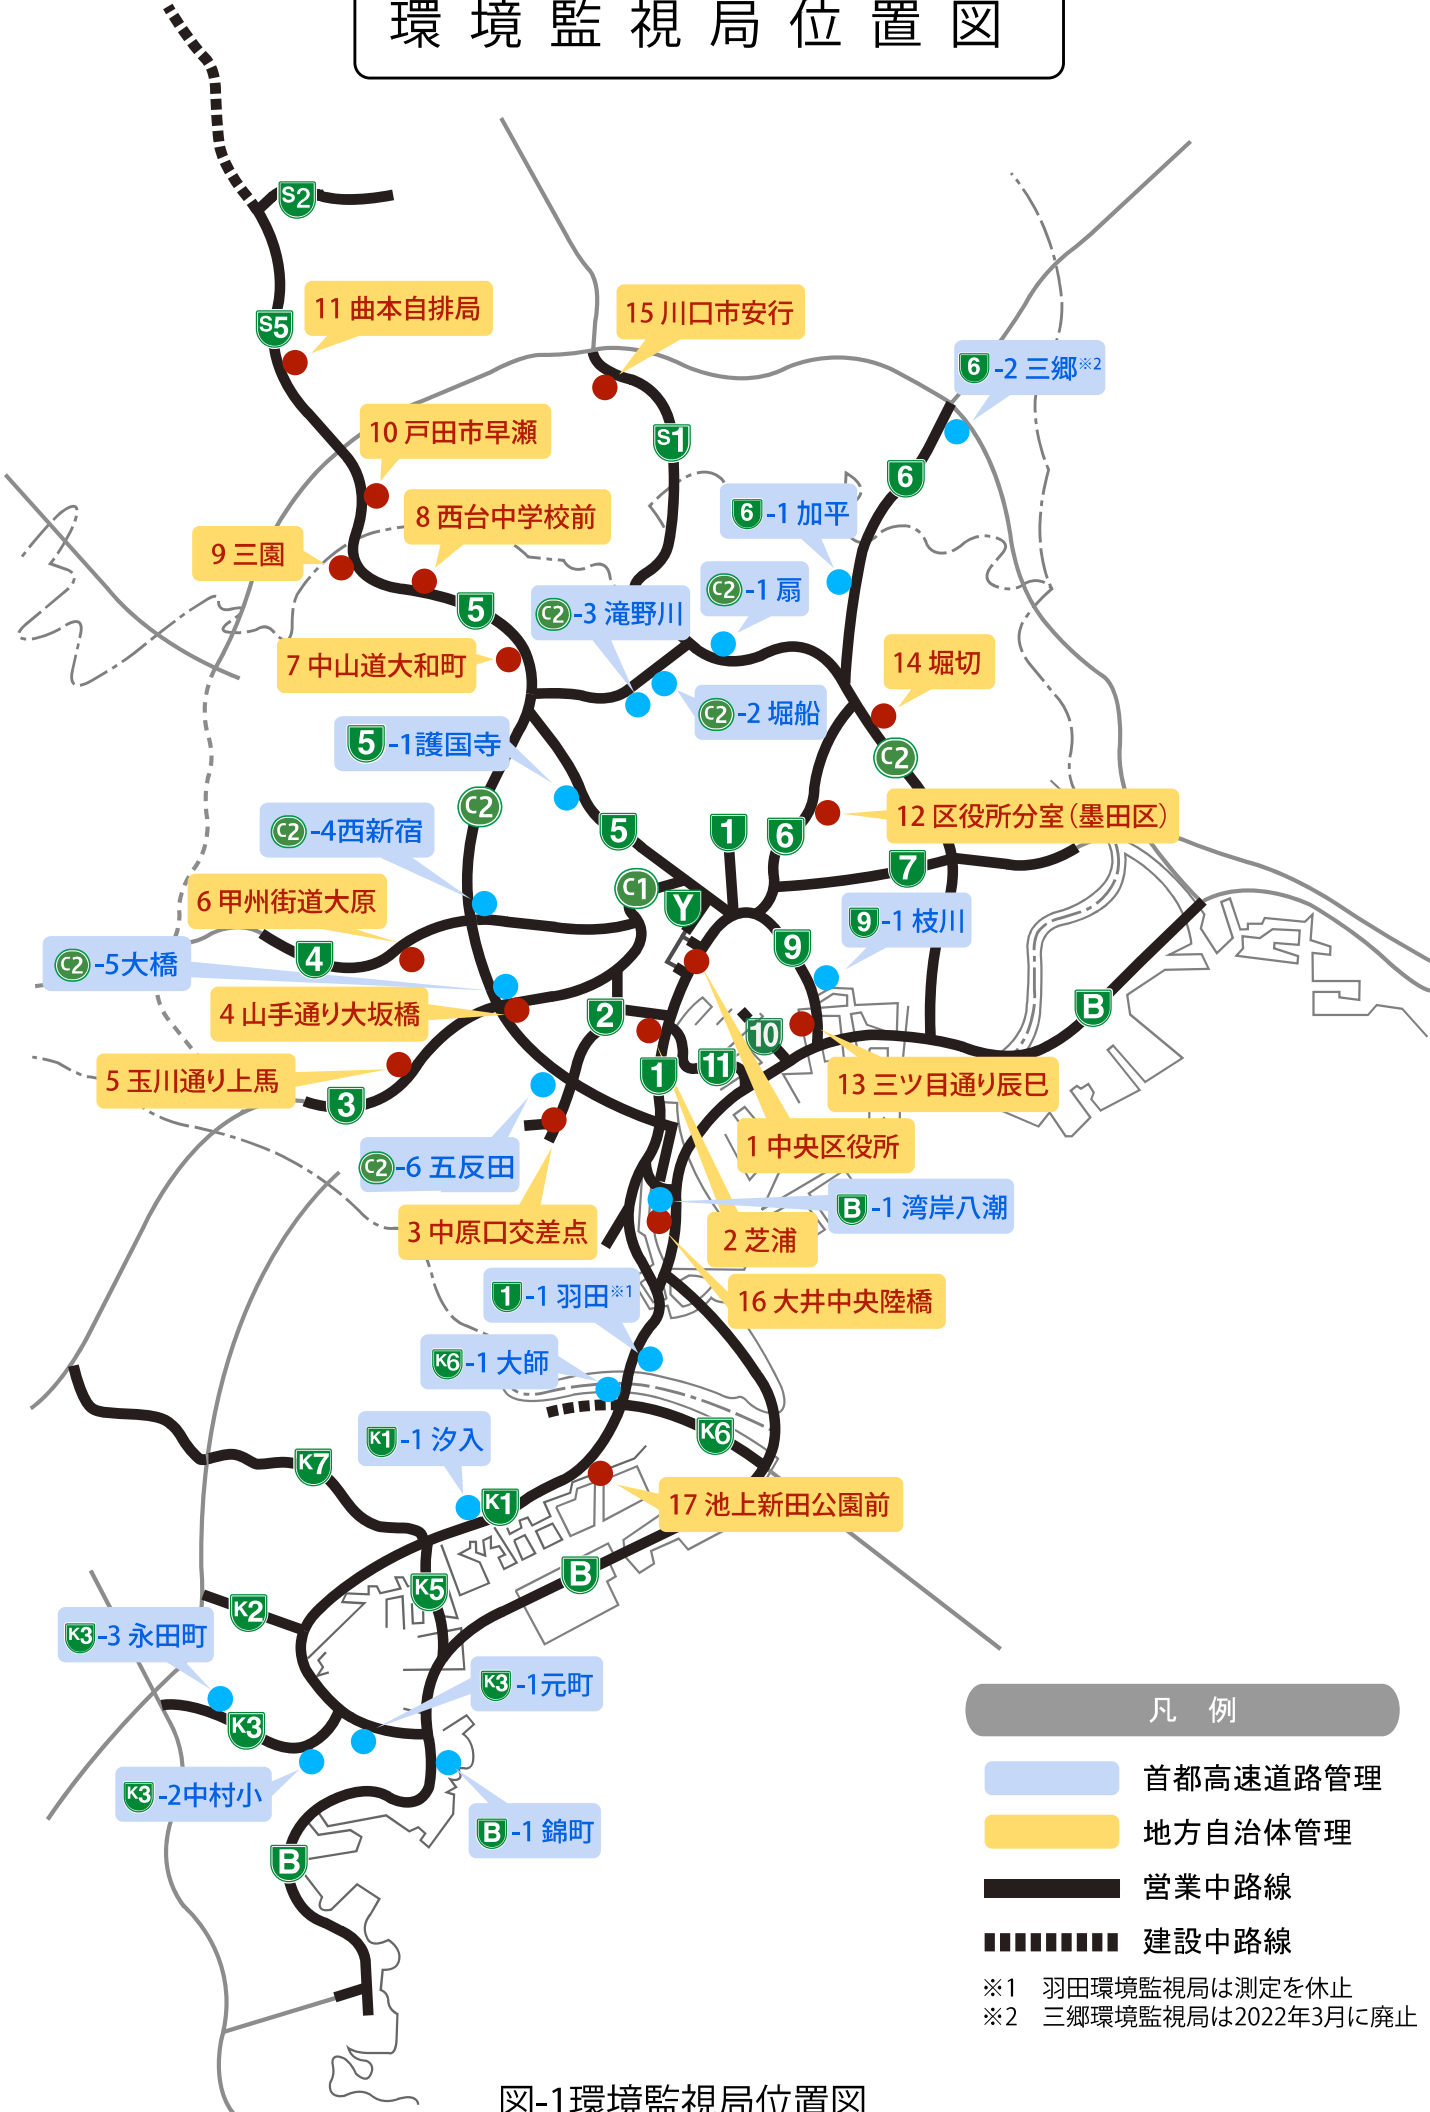 環境監視局位置図
S2
11 曲本自排局
S5
15 川口市安行
6 -2 三郷※2
10 戸田市早瀬
S1
6
8 西台中学校前
6 -1 加平
9 三園
C2 -1 扇
5
C2 -3 滝野川
7 中山道大和町
14 堀切
C2 -2 堀船
5 -1護国寺
C2
C2
12 区役所分室（墨田区）
C2 -4西新宿
5
1
6
7
C1
6 甲州街道大原
Y
9 -1 枝川
4
9
C2 -5大橋
B
4 山手通り大坂橋
2
10
11
5 玉川通り上馬
1
13 三ツ目通り辰巳
3
1 中央区役所
C2 -6 五反田
B -1 湾岸八潮
3 中原口交差点
2 芝浦
1 -1 羽田※1
16 大井中央陸橋
K6 -1 大師
K1 -1 汐入
K6
K7
K1
17 池上新田公園前
B
K5
K2
K3 -3 永田町
K3 -1元町
K3
K3 -2中村小
B -1 錦町
B
凡 例
首都高速道路管理
地方自治体管理
営業中路線
建設中路線
※1 羽田環境監視局は測定を休止
※2 三郷環境監視局は2022年3月に廃止
図-1環境監視局位置図